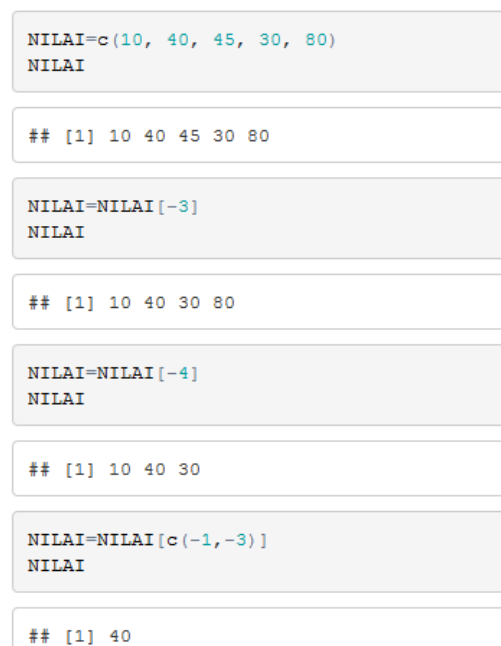 NILAI=c(10, 40, 45, 30, 80)
NILAI
## [1] 10 40 45 30 80
NILAI=NILAI[-3]
NILAI
## [1] 10 40 30 80
NILAI=NILAI[-4]
NILAI
## [1] 10 40 30
NILAI=NILAI[c(-1,-3)]
NILAI
## [1] 40